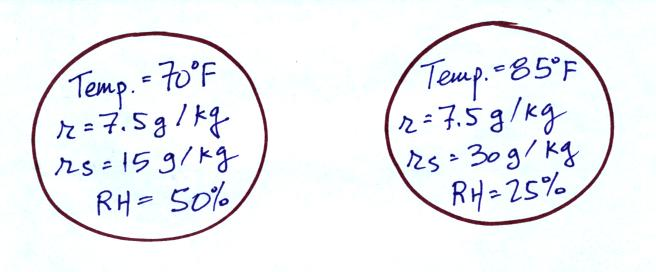 Temp. = 70°F
r = 7.5 g/kg
rs = 15 g/kg
RH = 50%
Temp. = 85°F
r = 7.5 g/kg
rs = 30 g/kg
RH = 25%